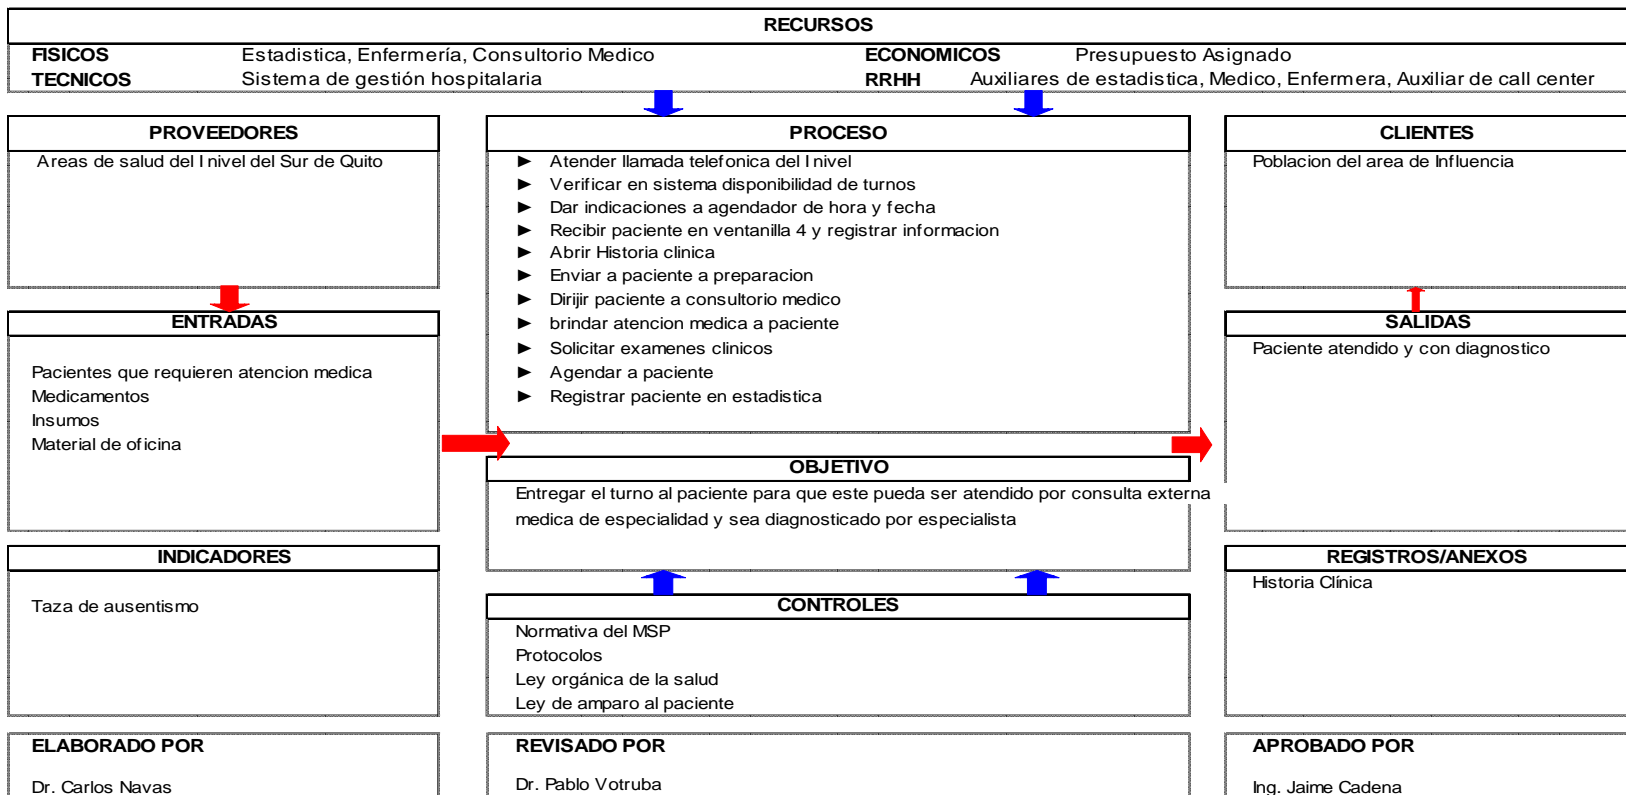 RECURSOS
FISICOS Estadistica, Enfermería, Consultorio Medico ECONOMICOS Presupuesto Asignado
TECNICOS Sistema de gestión hospitalaria RRHH Auxiliares de estadistica, Medico, Enfermera, Auxiliar de call center
PROVEEDORES
Areas de salud del I nivel del Sur de Quito
ENTRADAS
Pacientes que requieren atencion medica
Medicamentos
Insumos
Material de oficina
INDICADORES
Taza de ausentismo
PROCESO
► Atender llamada telefonica del I nivel
► Verificar en sistema disponibilidad de turnos
► Dar indicaciones a agendador de hora y fecha
► Recibir paciente en ventanilla 4 y registrar informacion
► Abrir Historia clinica
► Enviar a paciente a preparacion
► Dirijir paciente a consultorio medico
► brindar atencion medica a paciente
► Solicitar examenes clinicos
► Agendar a paciente
► Registrar paciente en estadistica
OBJETIVO
Entregar el turno al paciente para que este pueda ser atendido por consulta externa
medica de especialidad y sea diagnosticado por especialista
CONTROLES
Normativa del MSP
Protocolos
Ley orgánica de la salud
Ley de amparo al paciente
CLIENTES
Poblacion del area de Influencia
SALIDAS
Paciente atendido y con diagnostico
REGISTROS/ANEXOS
Historia Clínica
ELABORADO POR
Dr. Carlos Navas
REVISADO POR
Dr. Pablo Votruba
APROBADO POR
Ing. Jaime Cadena